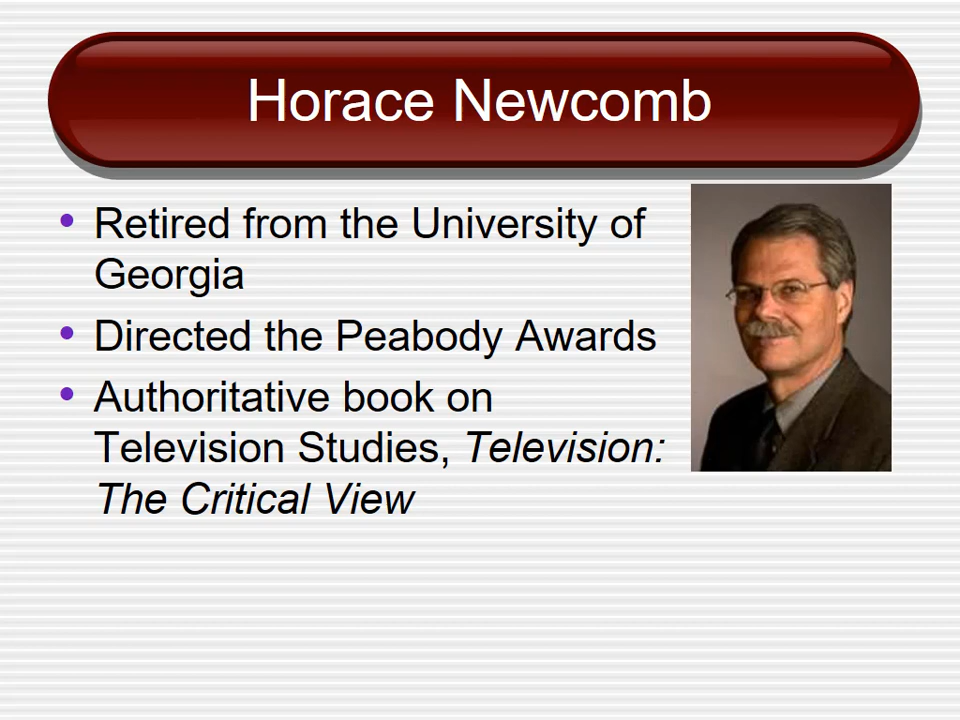 Horace Newcomb
• Retired from the University of
Georgia
• Directed the Peabody Awards
• Authoritative book on
Television Studies, Television:
The Critical View